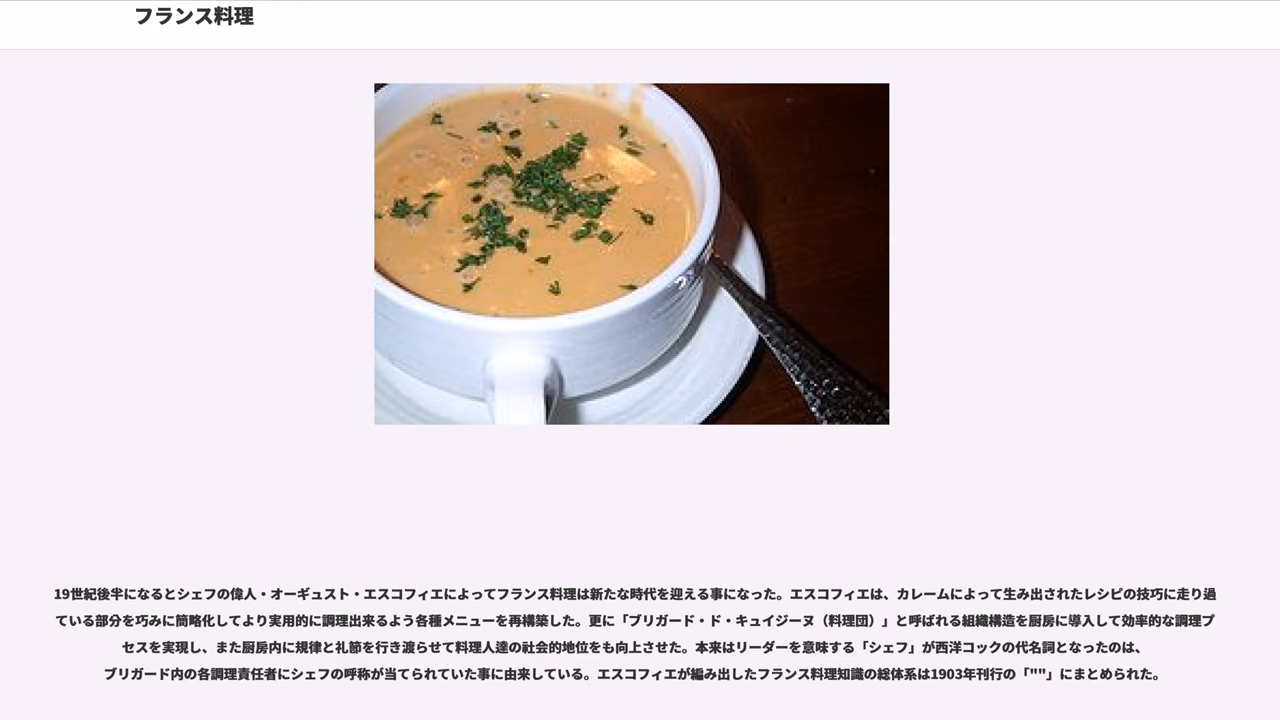 フランス料理
19世紀後半になるとシェフの偉人・オーギュスト・エスコフィエによってフランス料理は新たな時代を迎える事になった。エスコフィエは、カレームによって生み出されたレシピの技巧に走り過
ている部分を巧みに簡略化してより実用的に調理出来るよう各種メニューを再構築した。更に「ブリガード・ド・キュイジーヌ（料理団）」と呼ばれる組織構造を厨房に導入して効率的な調理プ
セスを実現し、また厨房内に規律と礼節を行き渡らせて料理人達の社会的地位をも向上させた。本来はリーダーを意味する「シェフ」が西洋コックの代名詞となったのは、
ブリガード内の各調理責任者にシェフの呼称が当てられていた事に由来している。エスコフィエが編み出したフランス料理知識の総体系は1903年刊行の「""」にまとめられた。